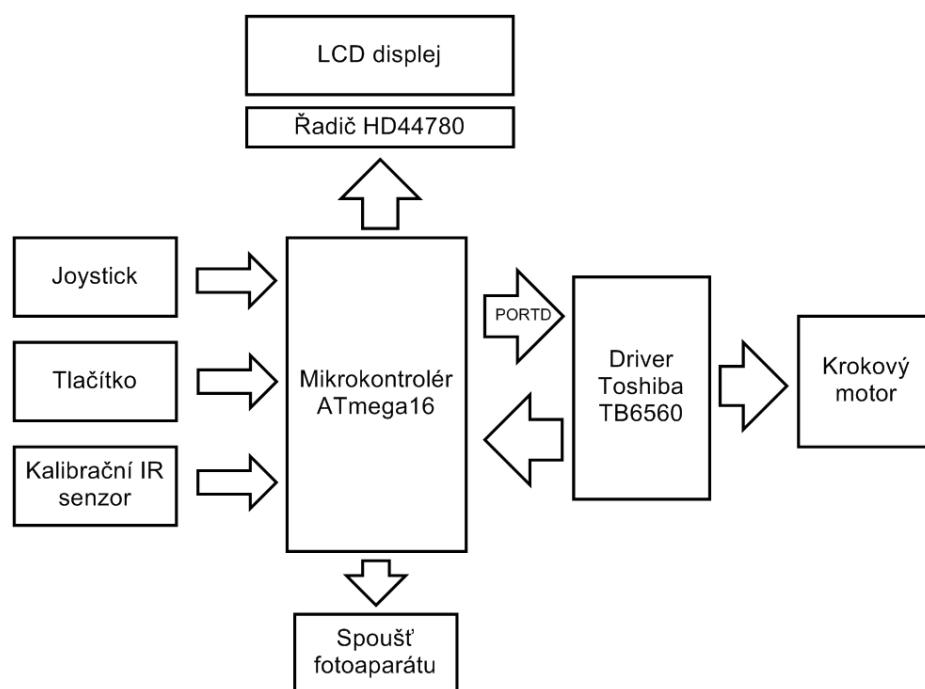 LCD displej
Řadič HD44780
Joystick
Tlačítko
Kalibrační IR
senzor
Mikrokontrolér
ATmega16
PORTD
Driver
Toshiba
TB6560
Krokový
motor
Spoušť
fotoaparátu